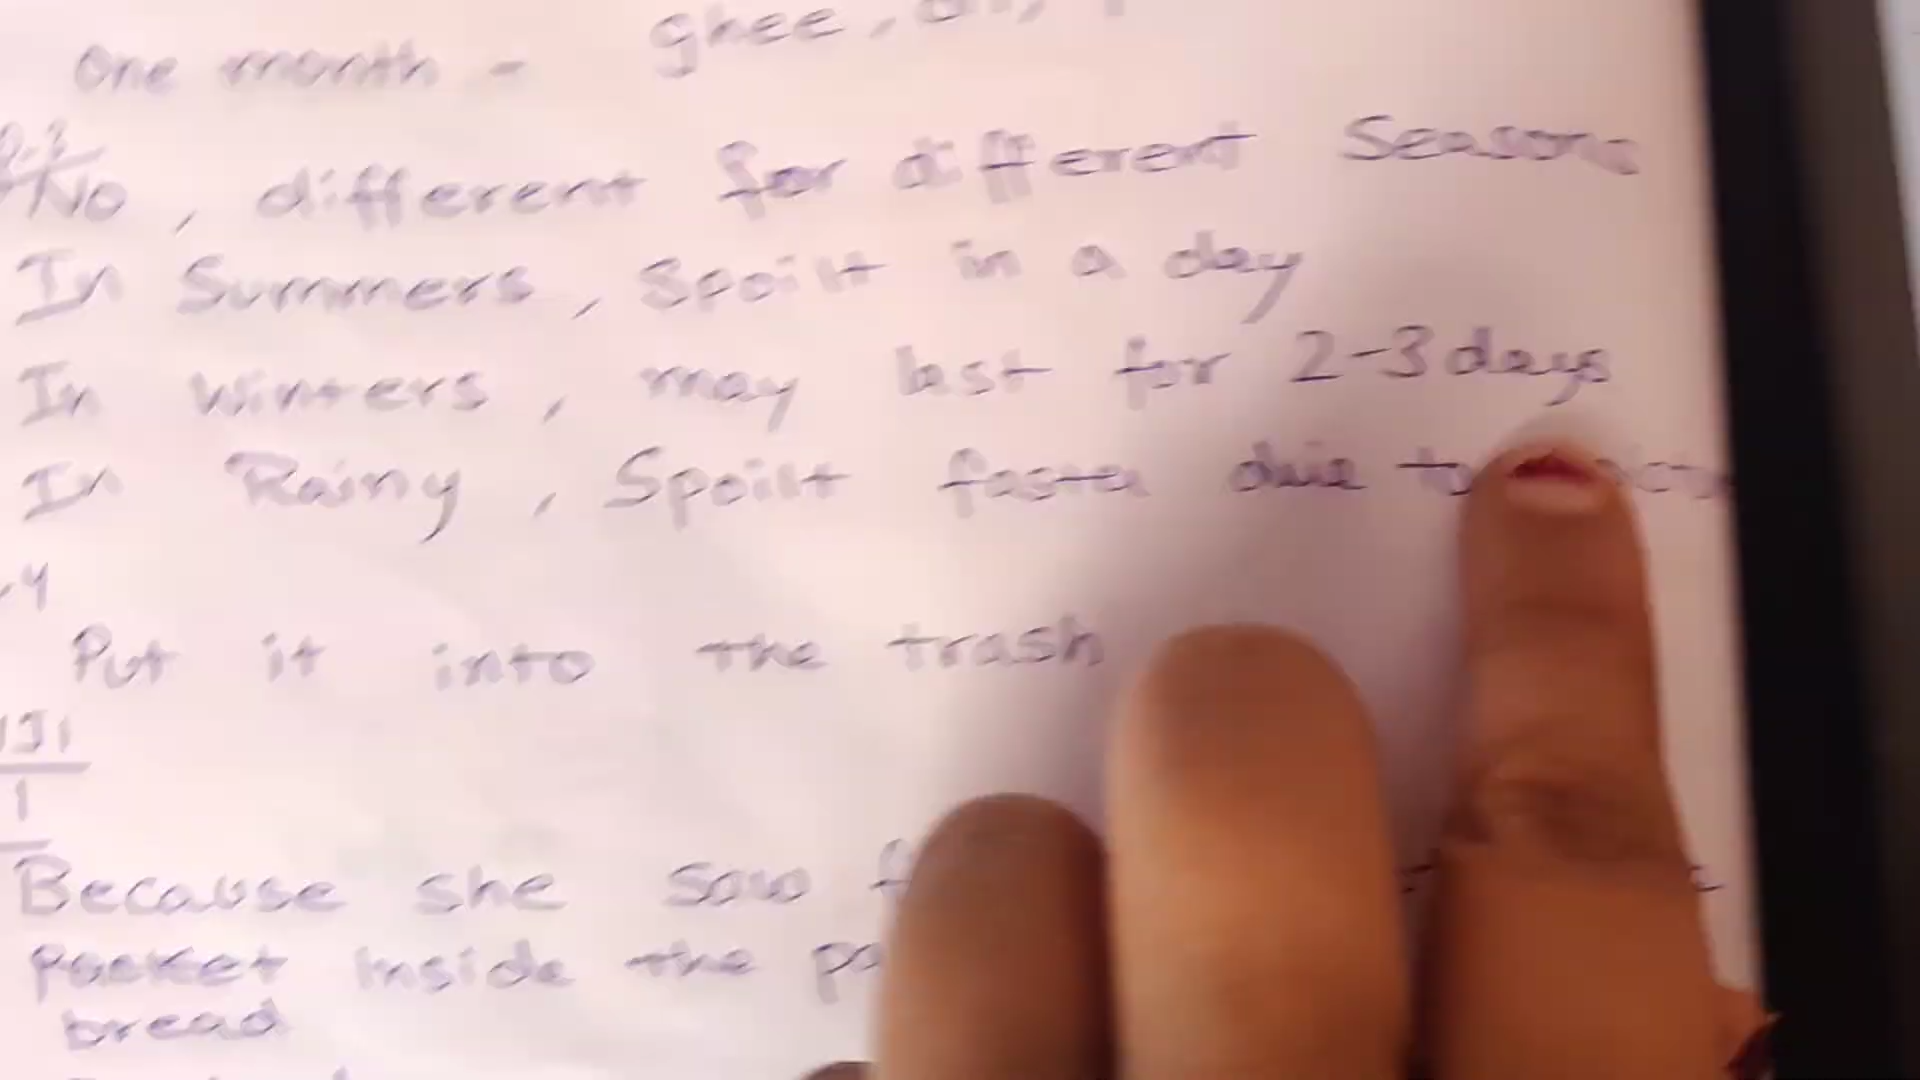 One month - ghee, oil,
No, different for different Seasons
In Summers, Spoilt in a day
In winters, may last for 2-3 days
In Rainy, Spoilt faster due to
Put it into the trash
Because she saw
packet inside the
bread